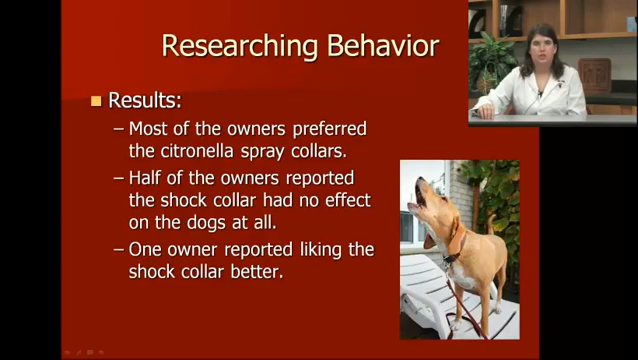 Researching Behavior
Results:
– Most of the owners preferred
the citronella spray collars.
– Half of the owners reported
the shock collar had no effect
on the dogs at all.
– One owner reported liking the
shock collar better.